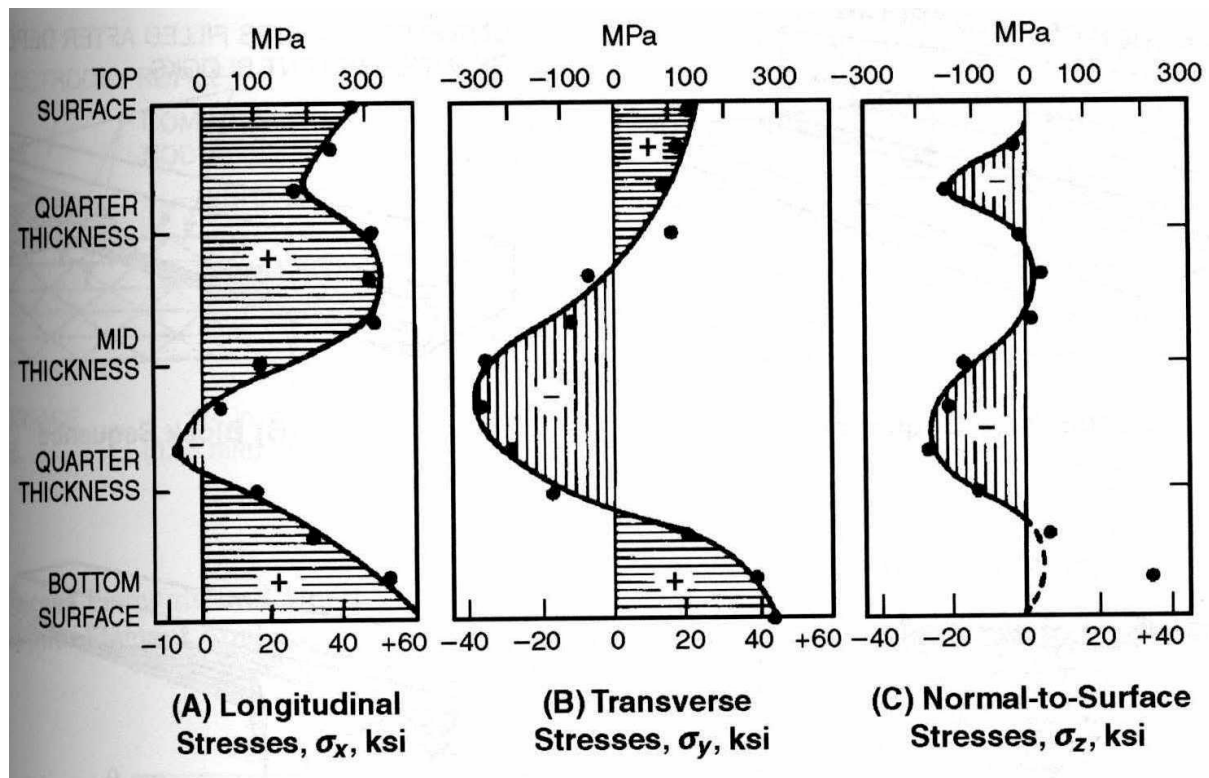 MPa
0 100 300
TOP
SURFACE
QUARTER
THICKNESS
MID
THICKNESS
QUARTER
THICKNESS
BOTTOM
SURFACE
+
−
+
−10 0 20 40 +60
(A) Longitudinal
Stresses, σx, ksi
MPa
−300 −100 0 100 300
+
−
+
−40 −20 0 20 40 +60
(B) Transverse
Stresses, σy, ksi
MPa
−300 −100 0 100 300
−
−
−40 −20 0 20 +40
(C) Normal-to-Surface
Stresses, σz, ksi